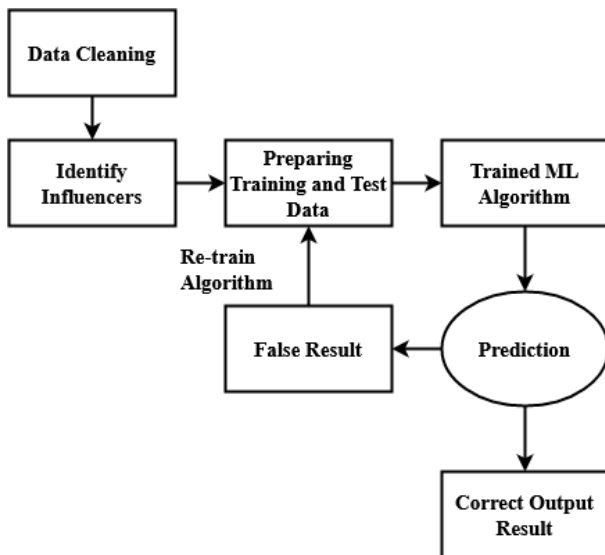 Data Cleaning
Identify
Influencers
Preparing
Training and Test
Data
Trained ML
Algorithm
Re-train
Algorithm
False Result
Prediction
Correct Output
Result